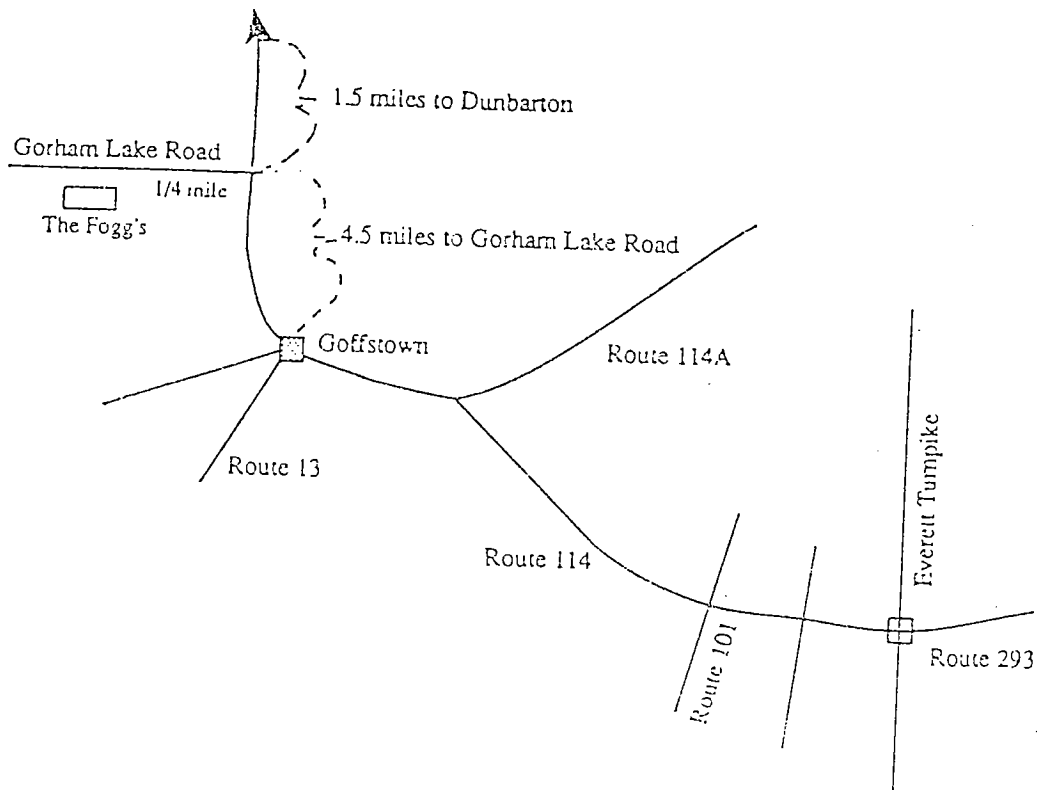 1.5 miles to Dunbarton
Gorham Lake Road
1/4 mile
The Fogg's
4.5 miles to Gorham Lake Road
Goffstown
Route 114A
Route 13
Everett Turnpike
Route 114
Route 101
Route 293